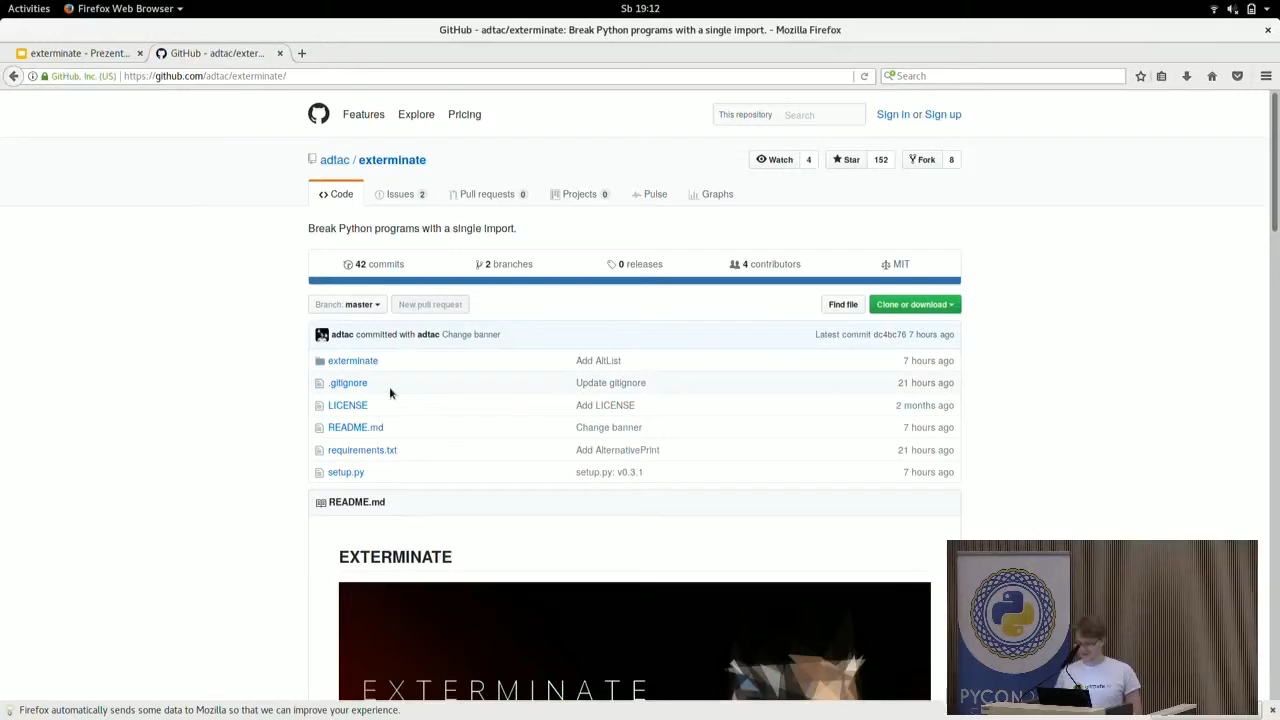 Activities Firefox Web Browser Sb 19:12
GitHub - adtac/exterminate: Break Python programs with a single import. - Mozilla Firefox
exterminate - Prezent... GitHub - adtac/exter...
GitHub, Inc. (US) https://github.com/adtac/exterminate/ Search
Features Explore Pricing This repository Search Sign in or Sign up
adtac / exterminate Watch 4 Star 152 Fork 8
Code Issues 2 Pull requests 0 Projects 0 Pulse Graphs
Break Python programs with a single import.
42 commits 2 branches 0 releases 4 contributors MIT
Branch: master New pull request Find file Clone or download
adtac committed with adtac Change banner Latest commit dc4bc76 7 hours ago
exterminate Add AltList 7 hours ago
.gitignore Update gitignore 21 hours ago
LICENSE Add LICENSE 2 months ago
README.md Change banner 7 hours ago
requirements.txt Add AlternativePrint 21 hours ago
setup.py setup.py: v0.3.1 7 hours ago
README.md
EXTERMINATE
EXTERMINATE
PYCON
Firefox automatically sends some data to Mozilla so that we can improve your experience.